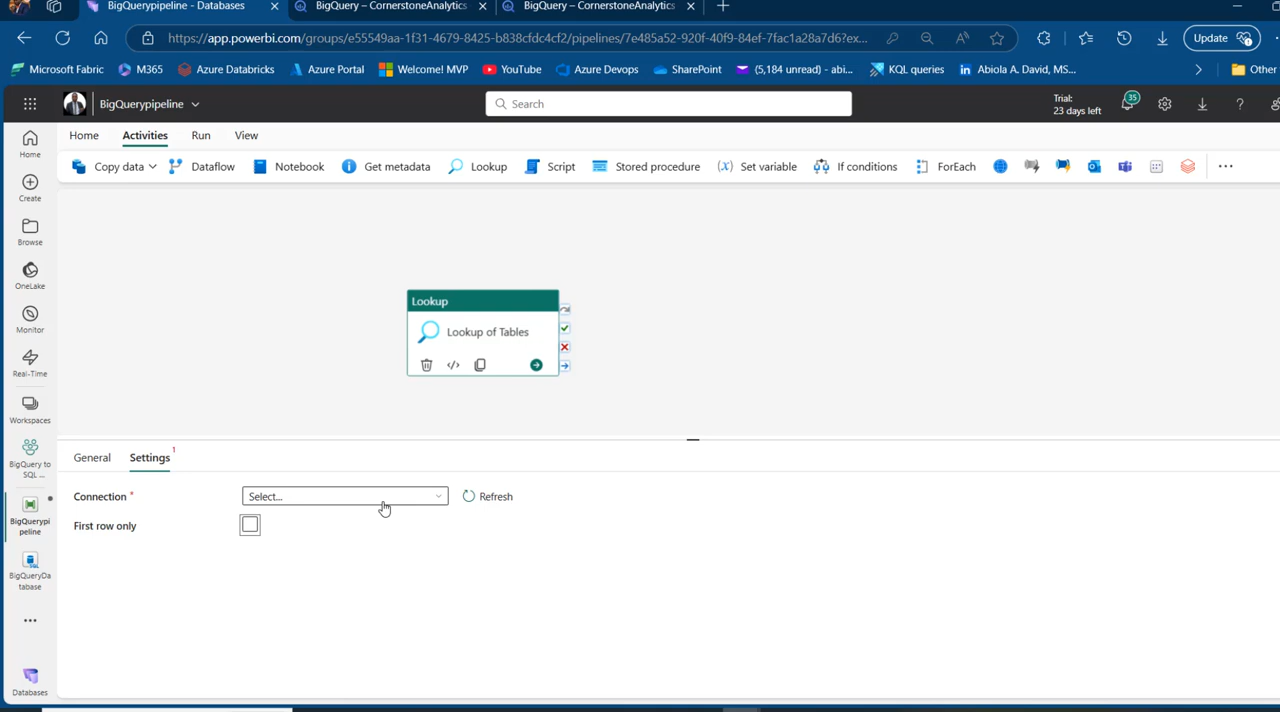 BigQuerypipeline - Databases
BigQuery – CornerstoneAnalytics
BigQuery – CornerstoneAnalytics
https://app.powerbi.com/groups/e55549aa-1f31-4679-8425-b838cfdc4cf2/pipelines/7e485a52-920f-40f9-84ef-7fac1a28a7d6?ex...
Update
Microsoft Fabric
M365
Azure Databricks
Azure Portal
Welcome! MVP
YouTube
Azure Devops
SharePoint
(5,184 unread) - abi...
KQL queries
Abiola A. David, MS...
Other
BigQuerypipeline
Search
Trial:
23 days left
35
Home
Activities
Run
View
Copy data
Dataflow
Notebook
Get metadata
Lookup
Script
Stored procedure
(x) Set variable
If conditions
ForEach
Home
Create
Browse
OneLake
Monitor
Real-Time
Workspaces
BigQuery to
SQL ...
BigQuerypi
peline
BigQueryDa
tabase
Databases
Lookup
Lookup of Tables
General
Settings
1
Connection *
Select...
Refresh
First row only